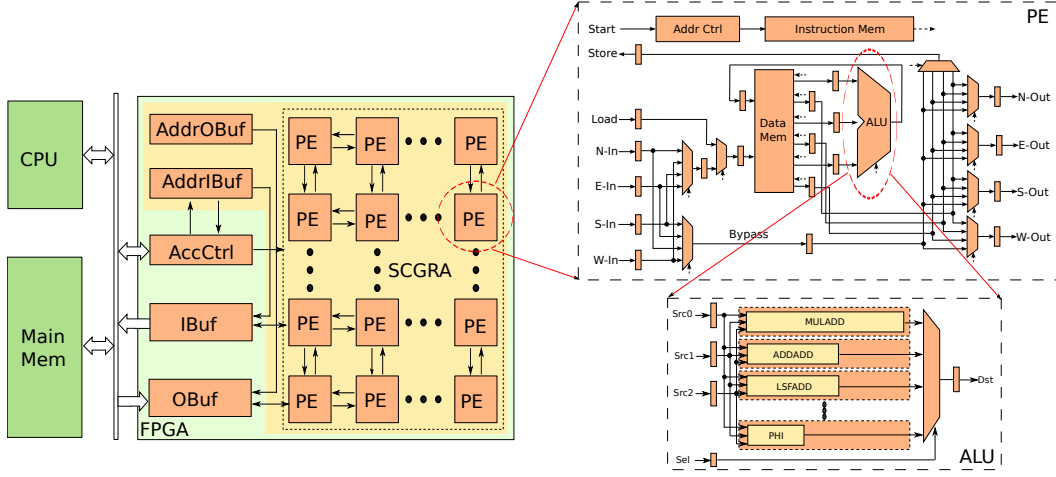 CPU
Main
Mem
FPGA
AddrOBuf
AddrIBuf
AccCtrl
IBuf
OBuf
PE PE PE
PE PE PE
SCGRA
PE PE PE
PE PE PE
PE
Start
Addr Ctrl
Instruction Mem
Store
Load
N-In
E-In
S-In
W-In
Data
Mem
ALU
Bypass
N-Out
E-Out
S-Out
W-Out
Src0
Src1
Src2
Sel
MULADD
ADDADD
LSFADD
PHI
Dst
ALU